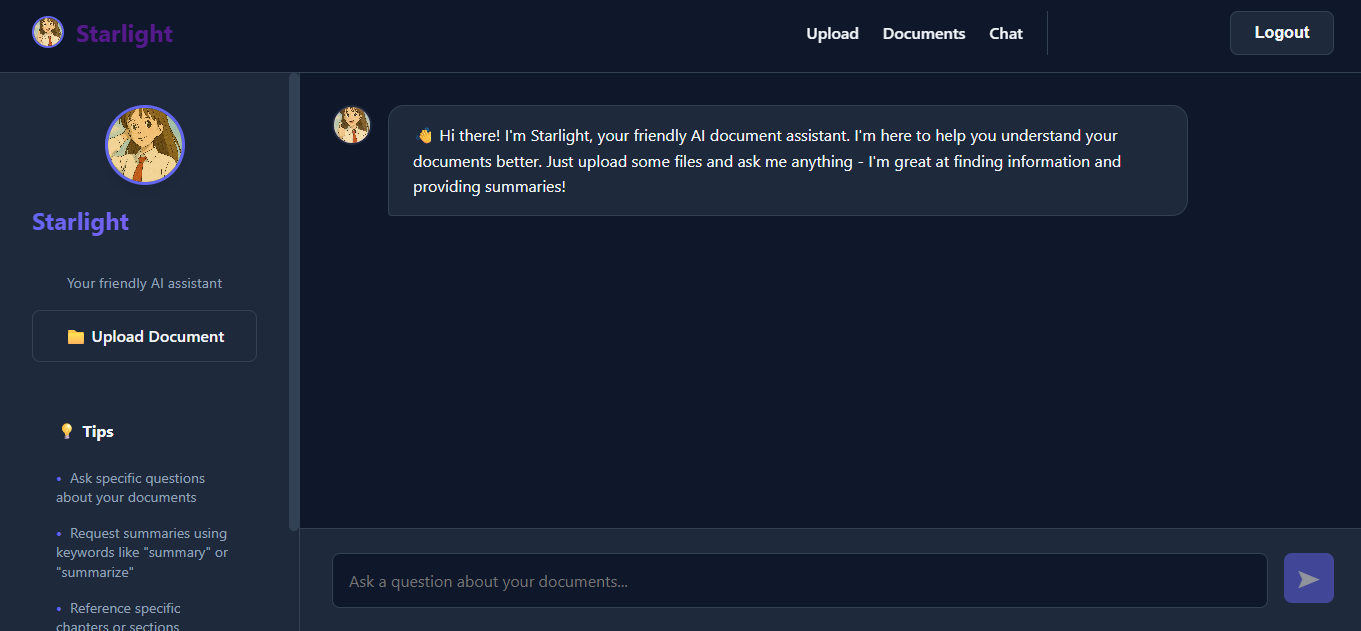 Starlight
Upload
Documents
Chat
Logout
Starlight
Your friendly AI assistant
📁 Upload Document
💡 Tips
• Ask specific questions
about your documents
• Request summaries using
keywords like "summary" or
"summarize"
• Reference specific
chapters or sections
👋 Hi there! I'm Starlight, your friendly AI document assistant. I'm here to help you understand your
documents better. Just upload some files and ask me anything - I'm great at finding information and
providing summaries!
Ask a question about your documents...